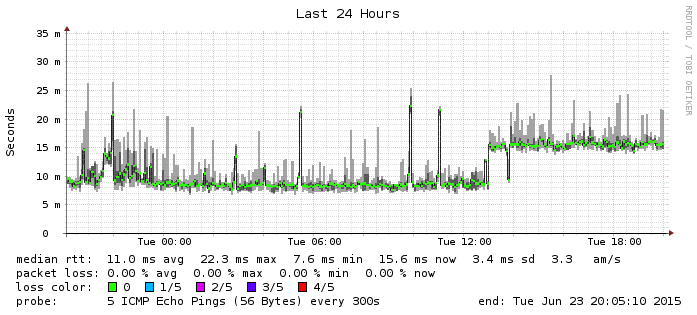 Last 24 Hours
RRDTOOL / TOBI OETIKER
Seconds
35 m
30 m
25 m
20 m
15 m
10 m
5 m
0
Tue 00:00 Tue 06:00 Tue 12:00 Tue 18:00
median rtt: 11.0 ms avg 22.3 ms max 7.6 ms min 15.6 ms now 3.4 ms sd 3.3 am/s
packet loss: 0.00 % avg 0.00 % max 0.00 % min 0.00 % now
loss color: 0 1/5 2/5 3/5 4/5
probe: 5 ICMP Echo Pings (56 Bytes) every 300s end: Tue Jun 23 20:05:10 2015